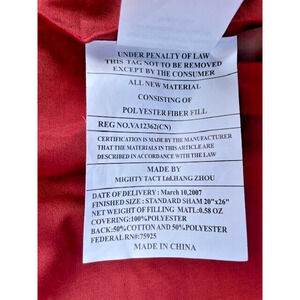 UNDER PENALTY OF LAW
THIS TAG NOT TO BE REMOVED
EXCEPT BY THE CONSUMER
ALL NEW MATERIAL
CONSISTING OF
POLYESTER FIBER FILL
REG NO.VA12362(CN)
CERTIFICATION IS MADE BY THE MANUFACTURER
THAT THE MATERIALS IN THIS ARTICLE ARE
DESCRIBED IN ACCORDANCE WITH THE LAW
MADE BY
MIGHTY TACT Ltd.HANG ZHOU
DATE OF DELIVERY: March 10,2007
FINISHED SIZE: STANDARD SHAM 20"x26"
NET WEIGHT OF FILLING MATL:0.58 OZ
COVERING:100%POLYESTER
BACK:50%COTTON AND 50%POLYESTER
FEDERAL RN#:75925
MADE IN CHINA